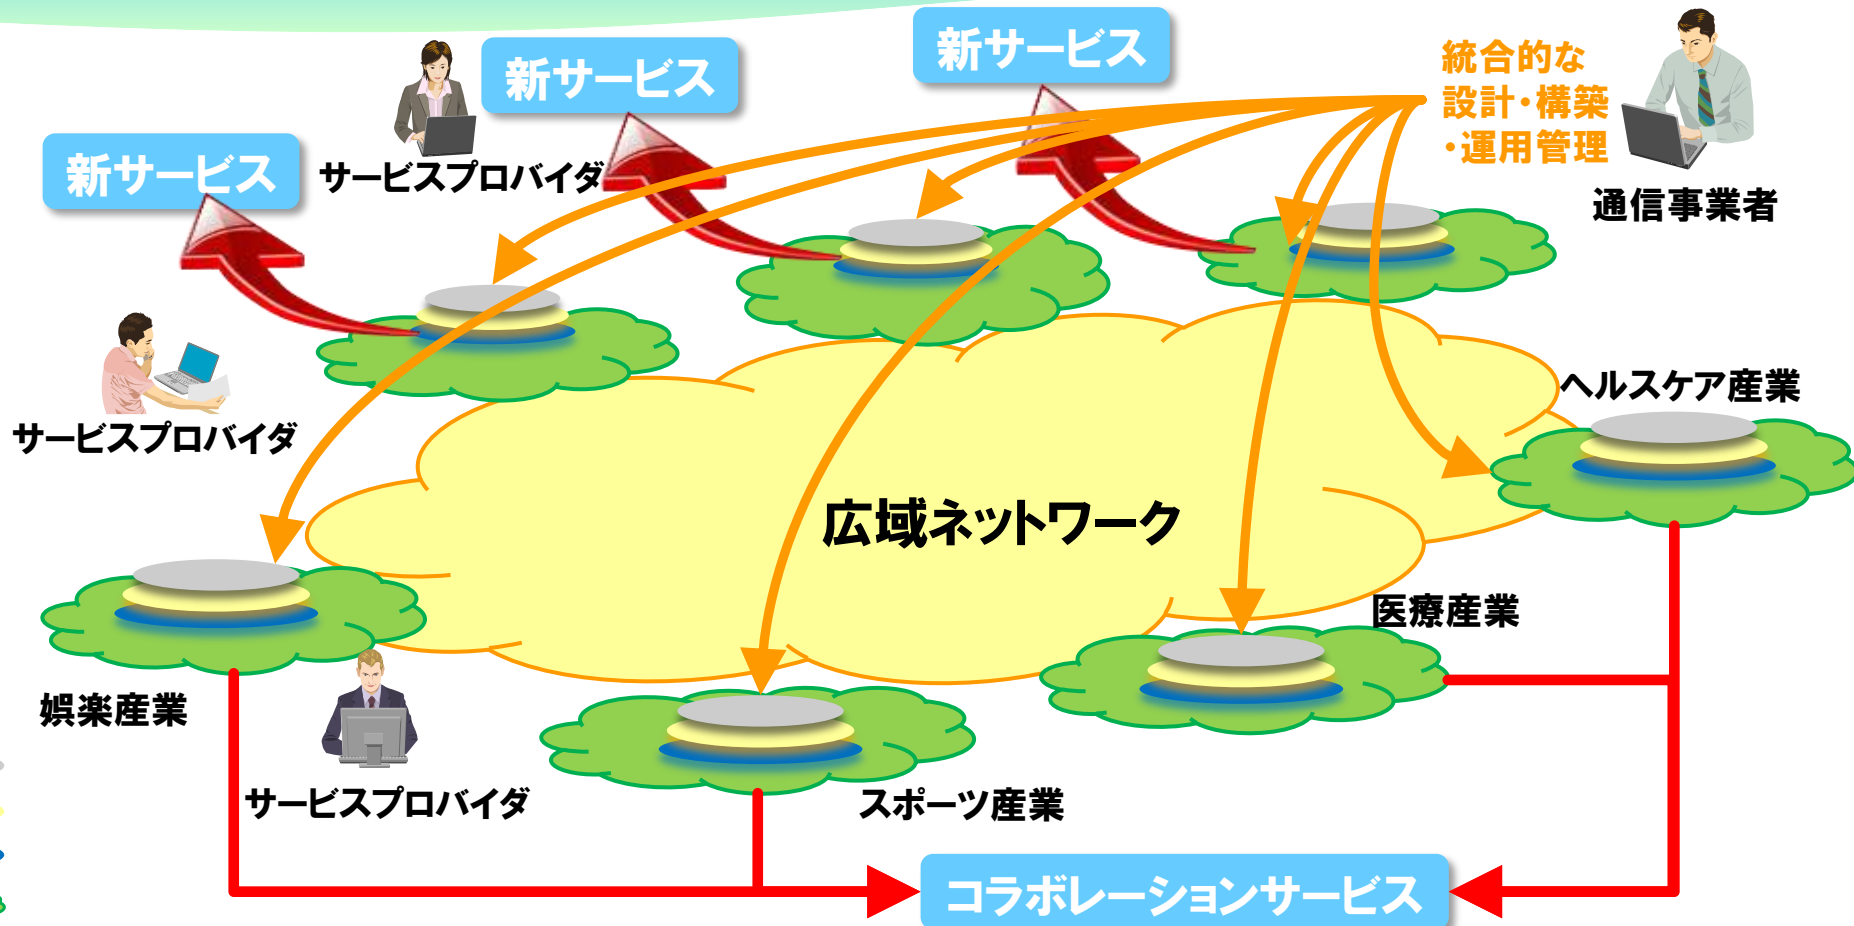 新サービス
新サービス
新サービス
統合的な
設計・構築
・運用管理
サービスプロバイダ
通信事業者
サービスプロバイダ
ヘルスケア産業
広域ネットワーク
医療産業
娯楽産業
サービスプロバイダ
スポーツ産業
コラボレーションサービス